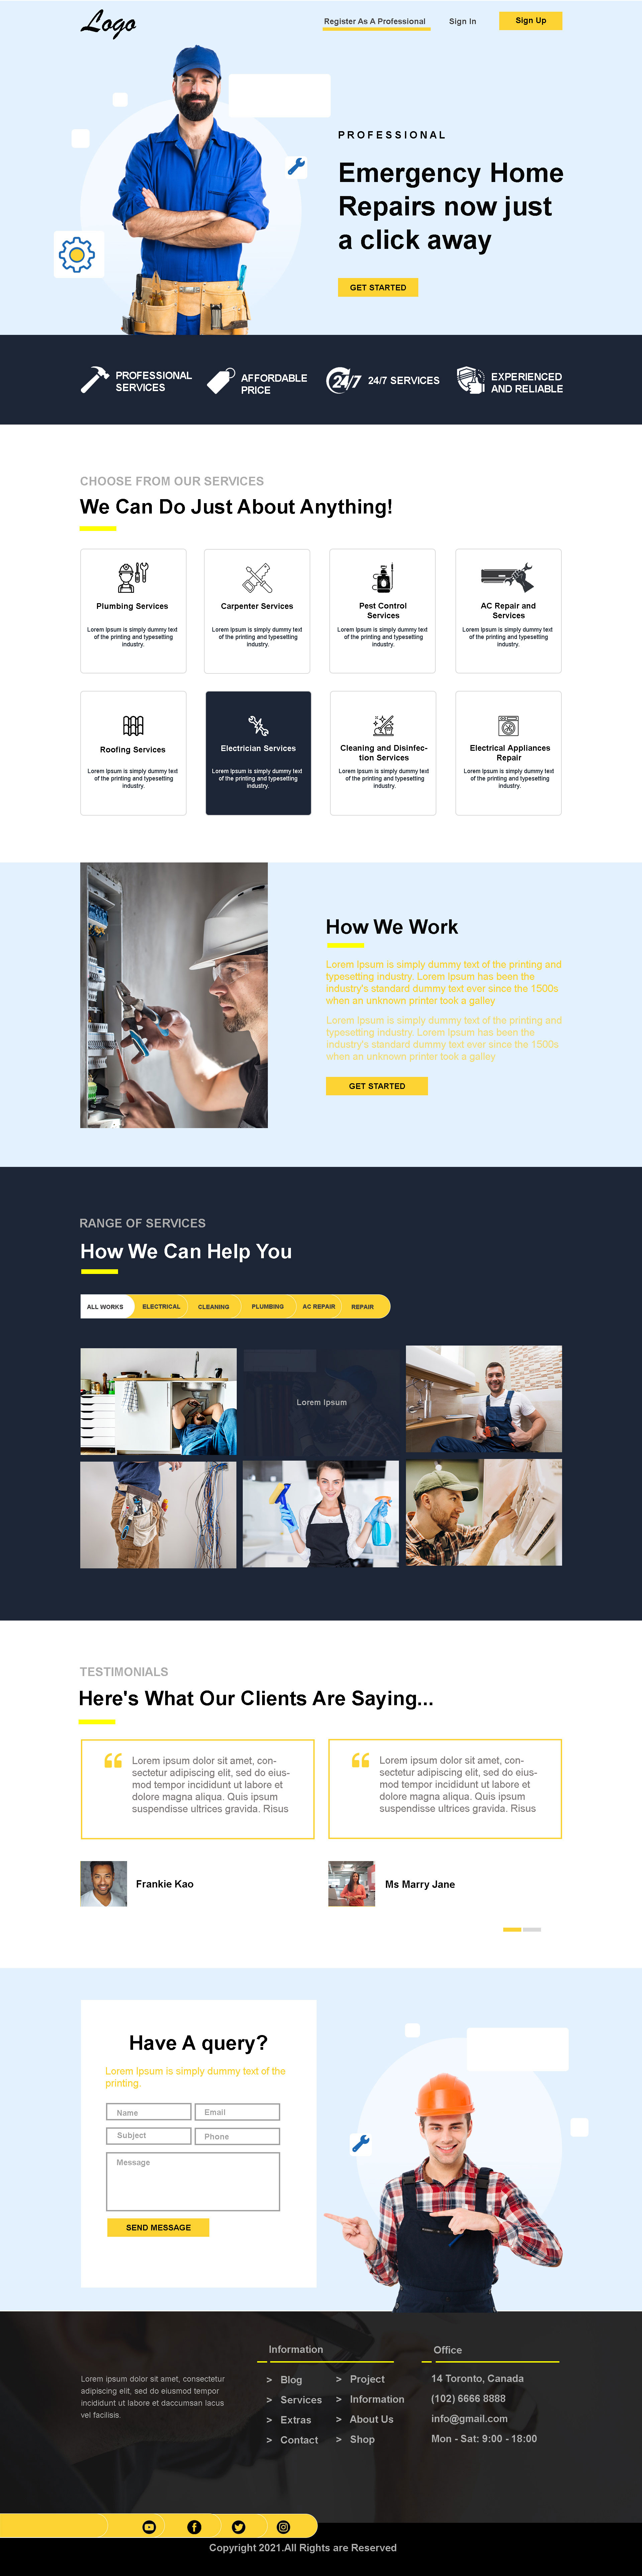 Logo
Register As A Professional
Sign In
Sign Up
PROFESSIONAL
Emergency Home
Repairs now just
a click away
GET STARTED
PROFESSIONAL
SERVICES
AFFORDABLE
PRICE
24/7
24/7 SERVICES
EXPERIENCED
AND RELIABLE
CHOOSE FROM OUR SERVICES
We Can Do Just About Anything!
Plumbing Services
Lorem Ipsum is simply dummy text
of the printing and typesetting
industry.
Carpenter Services
Lorem Ipsum is simply dummy text
of the printing and typesetting
industry.
Pest Control
Services
Lorem Ipsum is simply dummy text
of the printing and typesetting
industry.
AC Repair and
Services
Lorem Ipsum is simply dummy text
of the printing and typesetting
industry.
Roofing Services
Lorem Ipsum is simply dummy text
of the printing and typesetting
industry.
Electrician Services
Lorem Ipsum is simply dummy text
of the printing and typesetting
industry.
Cleaning and Disinfec-
tion Services
Lorem Ipsum is simply dummy text
of the printing and typesetting
industry.
Electrical Appliances
Repair
Lorem Ipsum is simply dummy text
of the printing and typesetting
industry.
How We Work
Lorem Ipsum is simply dummy text of the printing and
typesetting industry. Lorem Ipsum has been the
industry's standard dummy text ever since the 1500s
when an unknown printer took a galley
Lorem Ipsum is simply dummy text of the printing and
typesetting industry. Lorem Ipsum has been the
industry's standard dummy text ever since the 1500s
when an unknown printer took a galley
GET STARTED
RANGE OF SERVICES
How We Can Help You
ALL WORKS
ELECTRICAL
CLEANING
PLUMBING
AC REPAIR
REPAIR
Lorem Ipsum
TESTIMONIALS
Here's What Our Clients Are Saying...
Lorem ipsum dolor sit amet, con-
sectetur adipiscing elit, sed do eius-
mod tempor incididunt ut labore et
dolore magna aliqua. Quis ipsum
suspendisse ultrices gravida. Risus
Lorem ipsum dolor sit amet, con-
sectetur adipiscing elit, sed do eius-
mod tempor incididunt ut labore et
dolore magna aliqua. Quis ipsum
suspendisse ultrices gravida. Risus
Frankie Kao
Ms Marry Jane
Have A query?
Lorem Ipsum is simply dummy text of the
printing.
Name
Email
Subject
Phone
Message
SEND MESSAGE
Lorem ipsum dolor sit amet, consectetur
adipiscing elit, sed do eiusmod tempor
incididunt ut labore et daccumsan lacus
vel facilisis.
Information
> Blog
> Services
> Extras
> Contact
> Project
> Information
> About Us
> Shop
Office
14 Toronto, Canada
(102) 6666 8888
info@gmail.com
Mon - Sat: 9:00 - 18:00
Copyright 2021.All Rights are Reserved